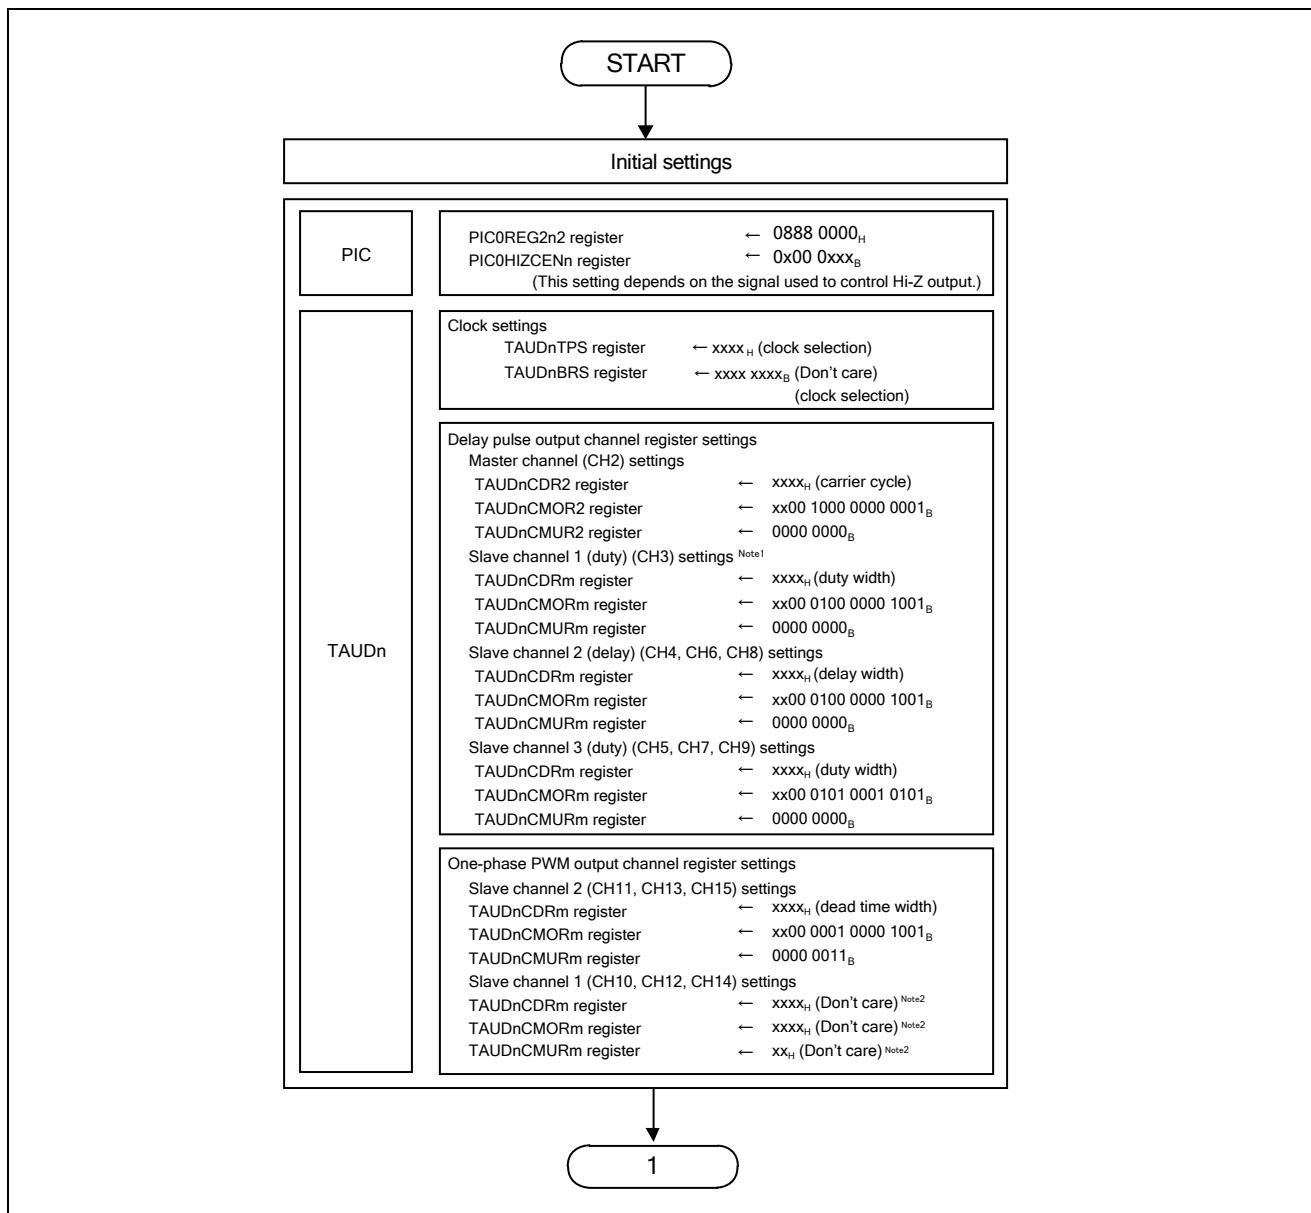 START
Initial settings
PIC
PIC0REG2n2 register ← 0888 0000H
PIC0HIZCENn register ← 0x00 0xxxB
(This setting depends on the signal used to control Hi-Z output.)
TAUDn
Clock settings
TAUDnTPS register ← xxxx H (clock selection)
TAUDnBRS register ← xxxx xxxxB (Don't care)
(clock selection)
Delay pulse output channel register settings
Master channel (CH2) settings
TAUDnCDR2 register ← xxxxH (carrier cycle)
TAUDnCMOR2 register ← xx00 1000 0000 0001B
TAUDnCMUR2 register ← 0000 0000B
Slave channel 1 (duty) (CH3) settings Note1
TAUDnCDRm register ← xxxxH (duty width)
TAUDnCMORm register ← xx00 0100 0000 1001B
TAUDnCMURm register ← 0000 0000B
Slave channel 2 (delay) (CH4, CH6, CH8) settings
TAUDnCDRm register ← xxxxH (delay width)
TAUDnCMORm register ← xx00 0100 0000 1001B
TAUDnCMURm register ← 0000 0000B
Slave channel 3 (duty) (CH5, CH7, CH9) settings
TAUDnCDRm register ← xxxxH (duty width)
TAUDnCMORm register ← xx00 0101 0001 0101B
TAUDnCMURm register ← 0000 0000B
One-phase PWM output channel register settings
Slave channel 2 (CH11, CH13, CH15) settings
TAUDnCDRm register ← xxxxH (dead time width)
TAUDnCMORm register ← xx00 0001 0000 1001B
TAUDnCMURm register ← 0000 0011B
Slave channel 1 (CH10, CH12, CH14) settings
TAUDnCDRm register ← xxxxH (Don't care) Note2
TAUDnCMORm register ← xxxxH (Don't care) Note2
TAUDnCMURm register ← xxH (Don't care) Note2
1